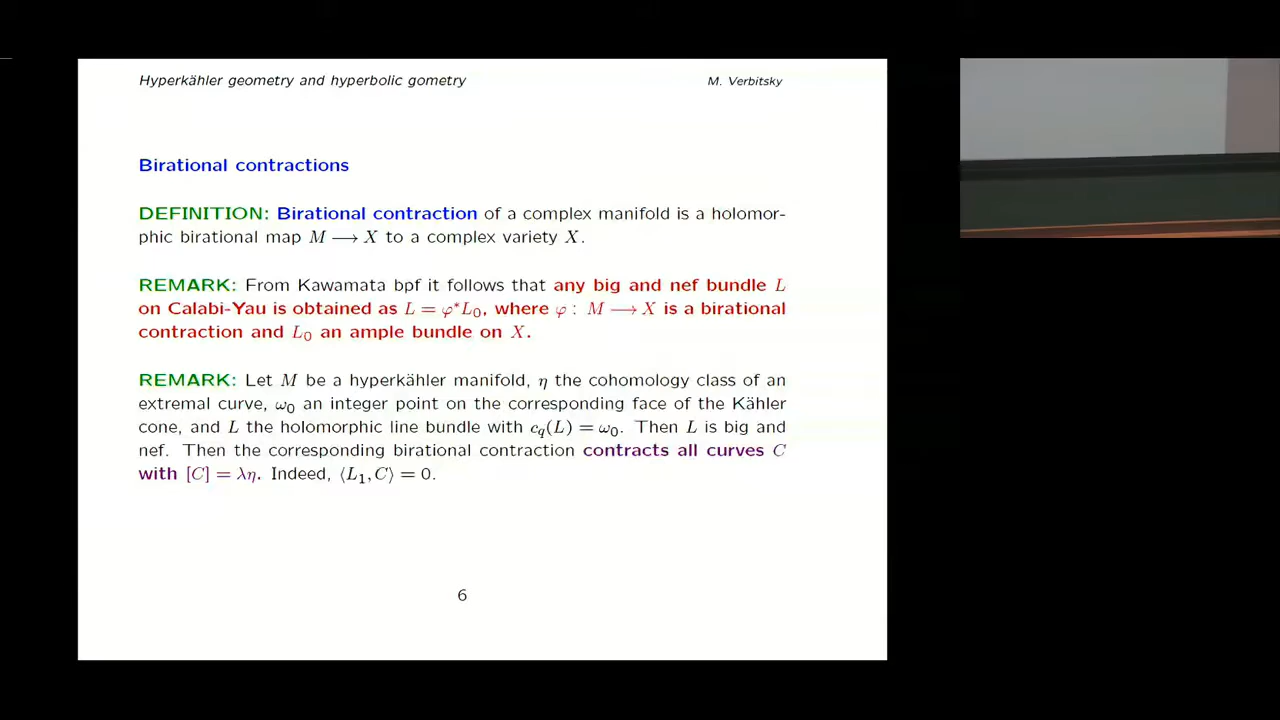 Hyperkähler geometry and hyperbolic gometry M. Verbitsky
Birational contractions
DEFINITION: Birational contraction of a complex manifold is a holomor-
phic birational map M ⟶ X to a complex variety X.
REMARK: From Kawamata bpf it follows that any big and nef bundle L
on Calabi-Yau is obtained as L = φ*L₀, where φ : M ⟶ X is a birational
contraction and L₀ an ample bundle on X.
REMARK: Let M be a hyperkähler manifold, η the cohomology class of an
extremal curve, ω₀ an integer point on the corresponding face of the Kähler
cone, and L the holomorphic line bundle with c_q(L) = ω₀. Then L is big and
nef. Then the corresponding birational contraction contracts all curves C
with [C] = λη. Indeed, ⟨L₁, C⟩ = 0.
6